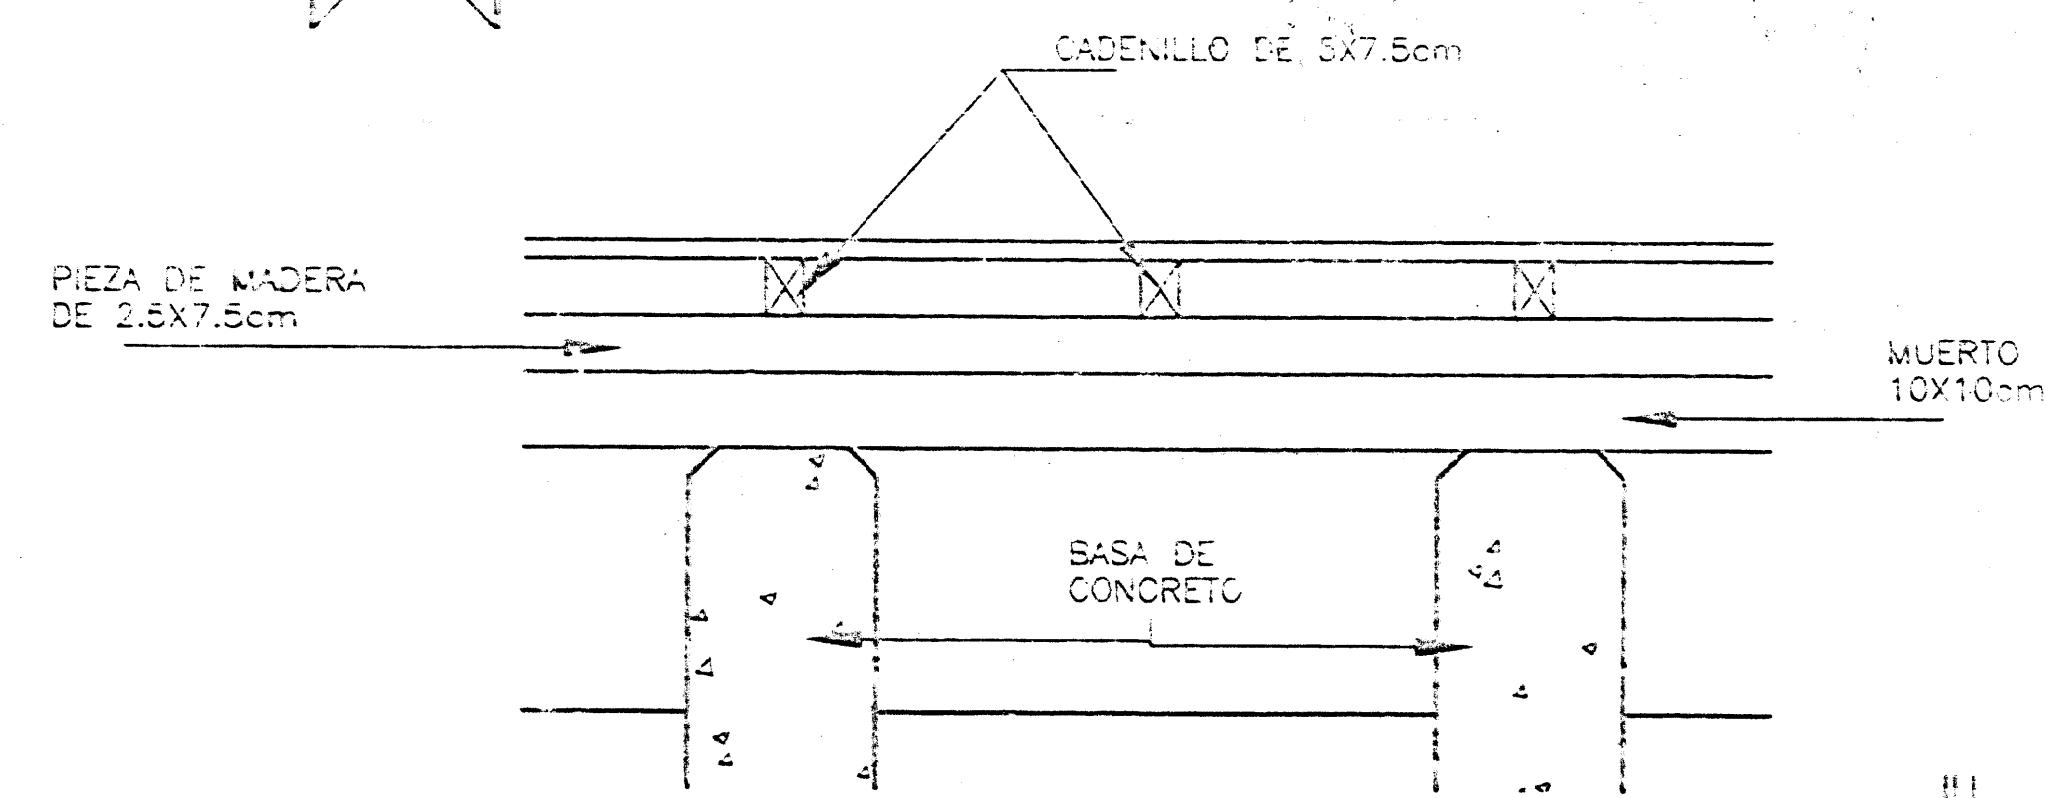 CADENILLO DE 5X7.5cm
PIEZA DE MADERA
DE 2.5X7.5cm
MUERTO
10X10cm
BASA DE
CONCRETO